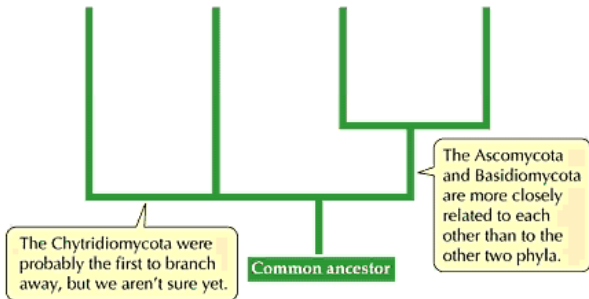 The Ascomycota
and Basidiomycota
are more closely
related to each
other than to the
other two phyla.
The Chytridiomycota were
probably the first to branch
away, but we aren't sure yet.
Common ancestor